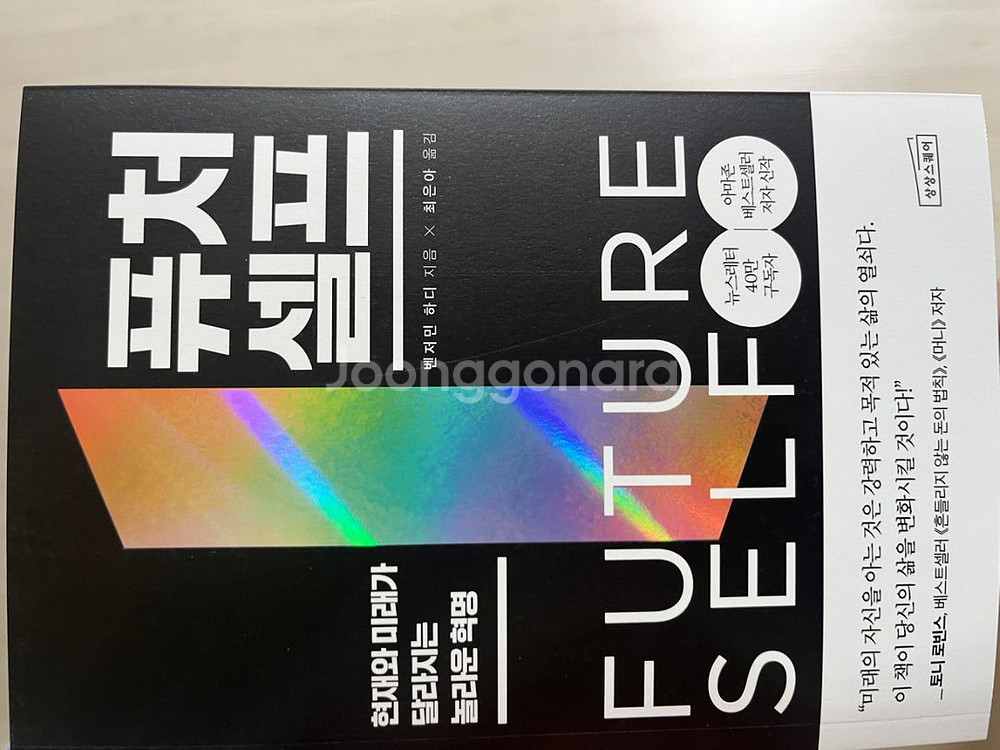 퓨처
셀프
벤저민 하디 지음 × 최은아 옮김
현재와 미래가
달라지는
놀라운 혁명
FUTURE
SELF
뉴스레터
40만
구독자
아마존
베스트셀러
저자 신작
“미래의 자신을 아는 것은 강력하고 목적 있는 삶의 열쇠다.
이 책이 당신의 삶을 변화시킬 것이다!”
_토니 로빈스, 베스트셀러 《흔들리지 않는 돈의 법칙》, 《머니》 저자
상상스퀘어
Joonggonara